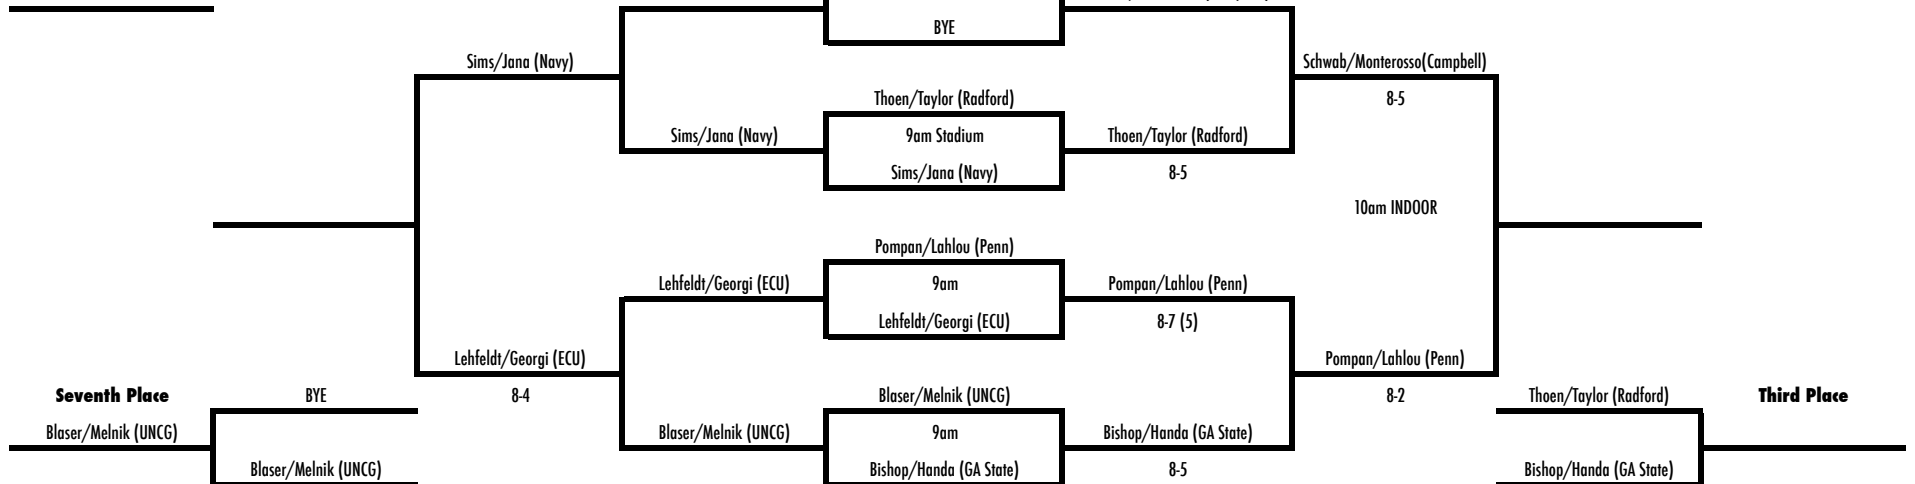 BYE
Sims/Jana (Navy)
Schwab/Monterosso(Campbell)
Thoen/Taylor (Radford)
8-5
Sims/Jana (Navy)
9am Stadium
Thoen/Taylor (Radford)
Sims/Jana (Navy)
8-5
10am INDOOR
Pompan/Lahlou (Penn)
Lehfeldt/Georgi (ECU)
9am
Pompan/Lahlou (Penn)
Lehfeldt/Georgi (ECU)
8-7 (5)
Lehfeldt/Georgi (ECU)
Pompan/Lahlou (Penn)
Seventh Place
BYE
8-4
Blaser/Melnik (UNCG)
8-2
Thoen/Taylor (Radford)
Third Place
Blaser/Melnik (UNCG)
Blaser/Melnik (UNCG)
9am
Bishop/Handa (GA State)
Blaser/Melnik (UNCG)
Bishop/Handa (GA State)
8-5
Bishop/Handa (GA State)